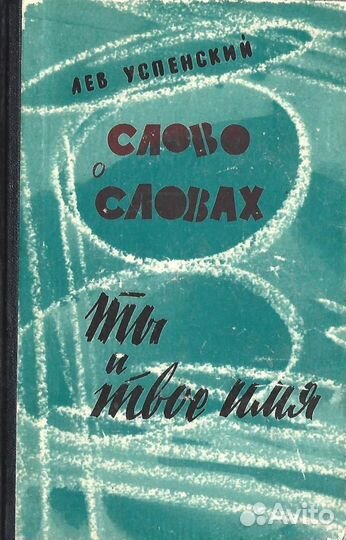 ЛЕВ УСПЕНСКИЙ
СЛОВО
О
СЛОВАХ
Ты
и
твое имя
Avito